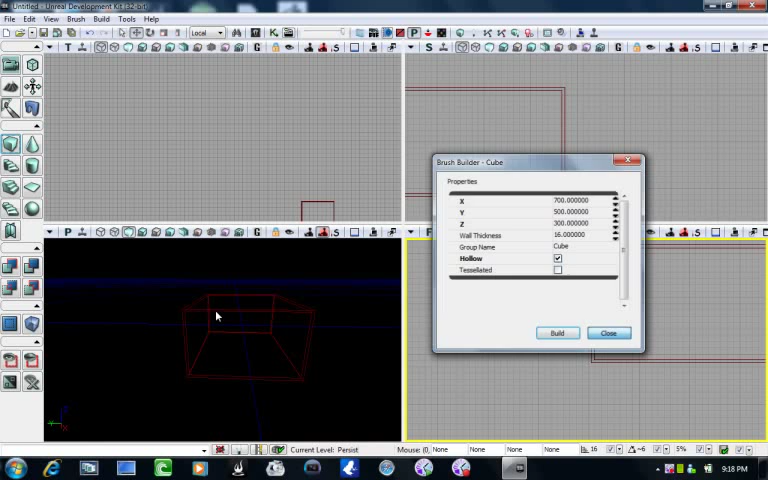 Untitled - Unreal Development Kit (32-bit
File Edit View Brush Build Tools Help
Local
K P
T G S G
Brush Builder - Cube
Properties
X 700.000000
Y 500.000000
Z 300.000000
Wall Thickness 16.000000
Group Name Cube
Hollow
Tessellated
Build Close
P G S F
Current Level: Persist Mouse: (0, None None None None 16 ~6 5%
9:18 PM